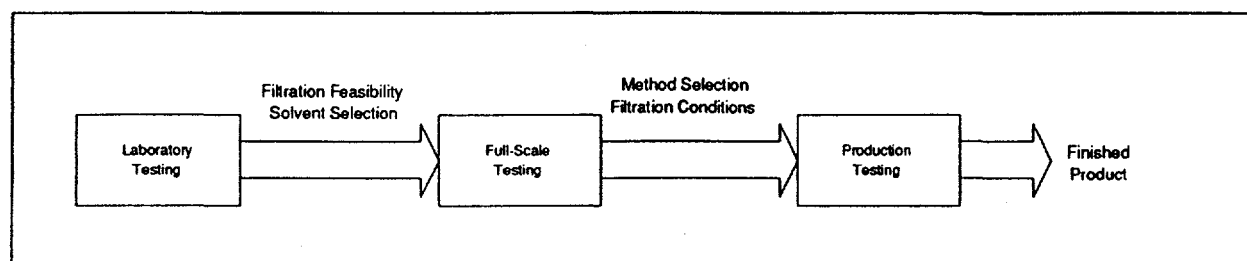 Filtration Feasibility
Solvent Selection
Method Selection
Filtration Conditions
Laboratory
Testing
Full-Scale
Testing
Production
Testing
Finished
Product